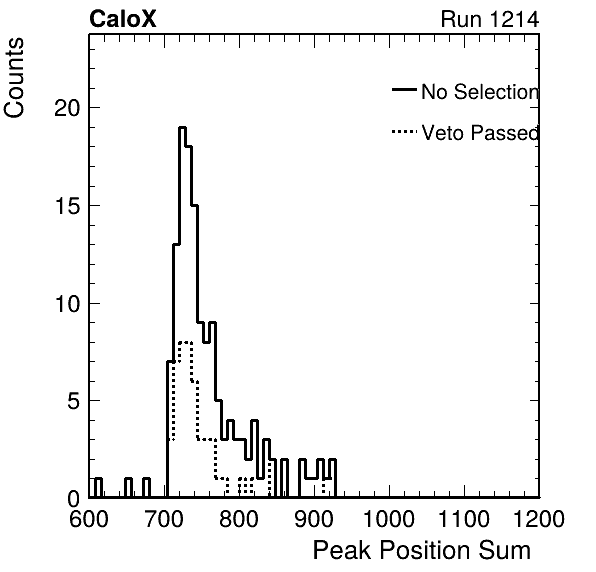 CaloX Run 1214
Counts
No Selection
Veto Passed
20
15
10
5
0
600 700 800 900 1000 1100 1200
Peak Position Sum